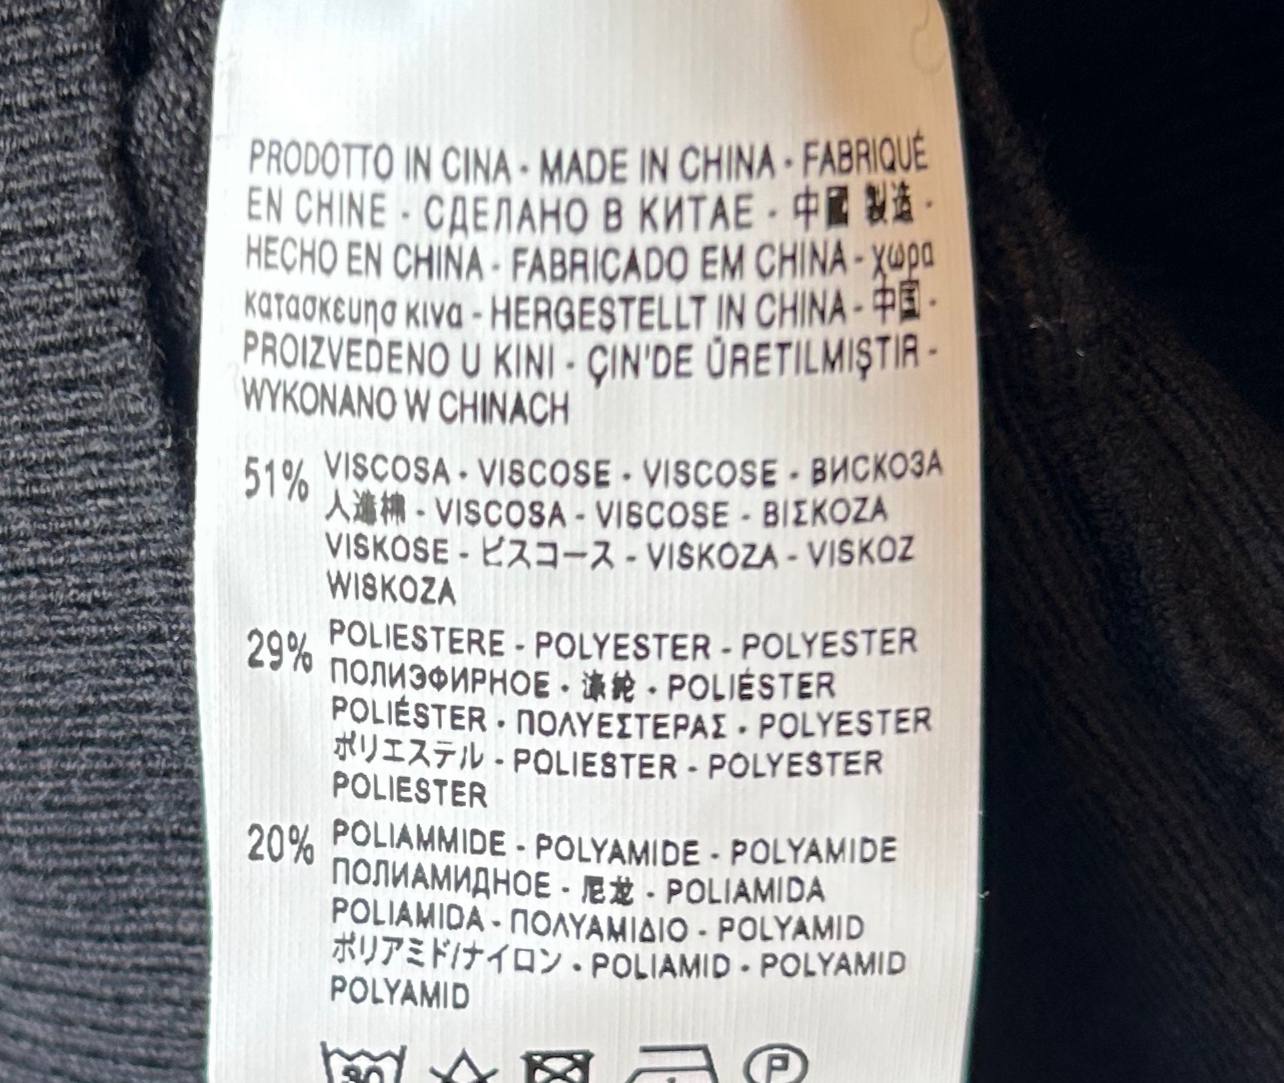 PRODOTTO IN CINA - MADE IN CHINA - FABRIQUÉ
EN CHINE - СДЕЛАНО В КИТАЕ - 中國 製造 -
HECHO EN CHINA - FABRICADO EM CHINA - χωρα
κατασκευησ κινα - HERGESTELLT IN CHINA - 中国 -
PROIZVEDENO U KINI - ÇIN'DE ÜRETILMIŞTIR -
WYKONANO W CHINACH
51% VISCOSA - VISCOSE - VISCOSE - ВИСКОЗА
人造棉 - VISCOSA - VISCOSE - ΒΙΣΚΟΖΑ
VISKOSE - ビスコース - VISKOZA - VISKOZ
WISKOZA
29% POLIESTERE - POLYESTER - POLYESTER
ПОЛИЭФИРНОЕ - 涤纶 - POLIÉSTER
POLIÉSTER - ΠΟΛΥΕΣΤΕΡΑΣ - POLYESTER
ポリエステル - POLIESTER - POLYESTER
POLIESTER
20% POLIAMMIDE - POLYAMIDE - POLYAMIDE
ПОЛИАМИДНОЕ - 尼龙 - POLIAMIDA
POLIAMIDA - ΠΟΛΥΑΜΙΔΙΟ - POLYAMID
ポリアミド/ナイロン - POLIAMID - POLYAMID
POLYAMID
30
P